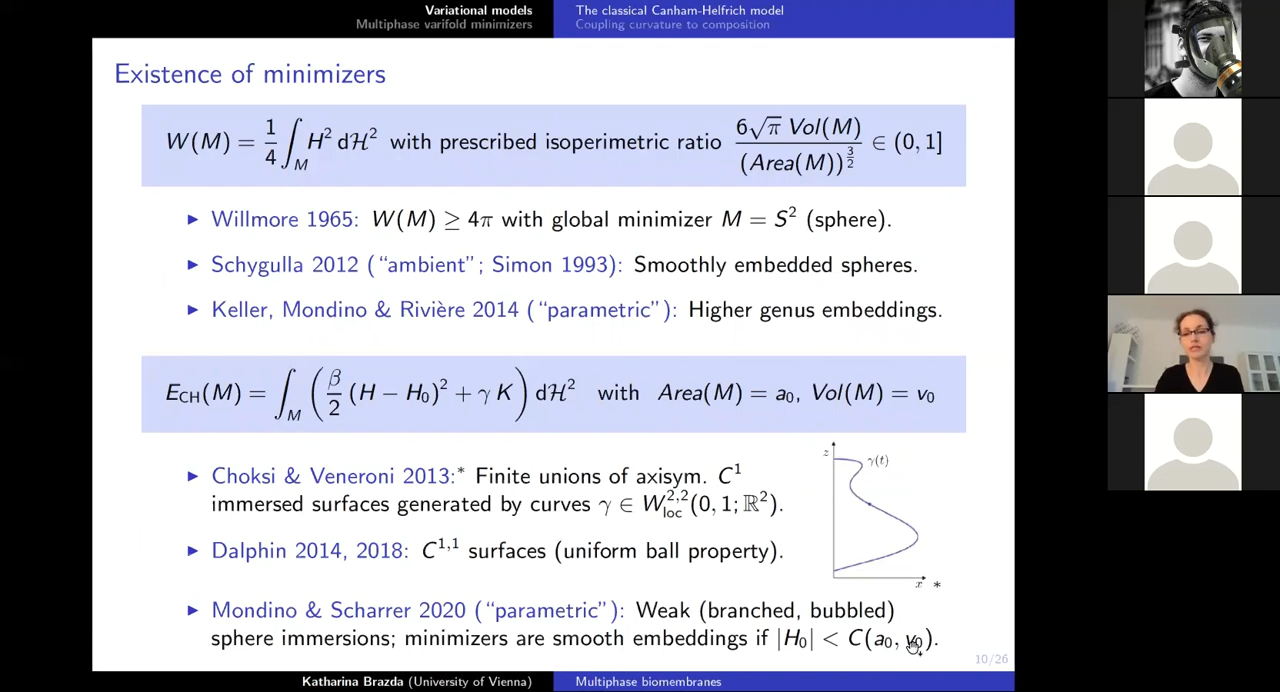 Variational models
Multiphase varifold minimizers
The classical Canham-Helfrich model
Coupling curvature to composition
Existence of minimizers
W(M) = 1/4 ∫_M H² dℋ² with prescribed isoperimetric ratio 6√π Vol(M) / (Area(M))^{3/2} ∈ (0, 1]
▶ Willmore 1965: W(M) ≥ 4π with global minimizer M = S² (sphere).
▶ Schygulla 2012 (“ambient”; Simon 1993): Smoothly embedded spheres.
▶ Keller, Mondino & Rivière 2014 (“parametric”): Higher genus embeddings.
E_CH(M) = ∫_M (β/2 (H − H₀)² + γ K) dℋ² with Area(M) = a₀, Vol(M) = v₀
▶ Choksi & Veneroni 2013:* Finite unions of axisym. C¹
immersed surfaces generated by curves γ ∈ W^{2,2}_{loc}(0, 1; ℝ²).
▶ Dalphin 2014, 2018: C^{1,1} surfaces (uniform ball property).
z
γ(t)
x *
▶ Mondino & Scharrer 2020 (“parametric”): Weak (branched, bubbled)
sphere immersions; minimizers are smooth embeddings if |H₀| < C(a₀, v₀).
10/26
Katharina Brazda (University of Vienna)
Multiphase biomembranes